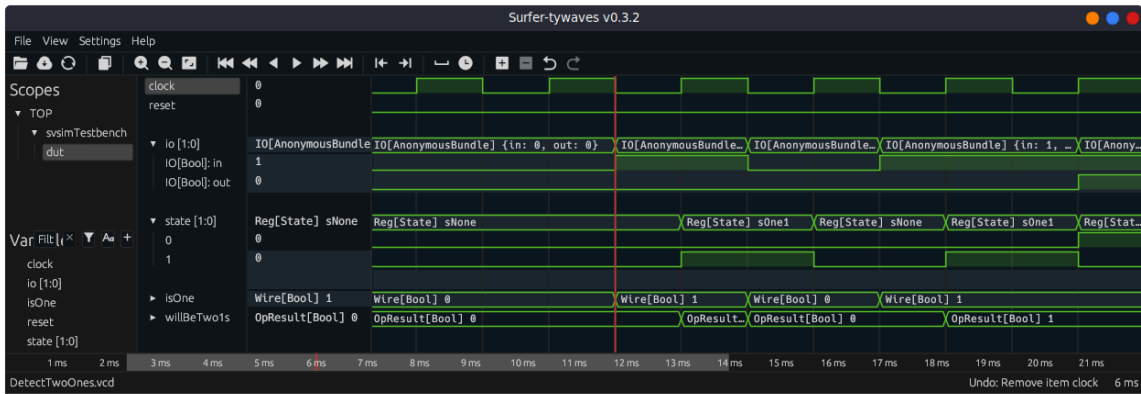 Surfer-tywaves v0.3.2
File View Settings Help
Scopes
▾ TOP
▾ svsimTestbench
dut
clock 0
reset 0
▾ io [1:0] IO[AnonymousBundle IO[AnonymousBundle] {in: 0, out: 0} IO[AnonymousBundle… IO[AnonymousBundle… IO[AnonymousBundle] {in: 1, … IO[Anony…
IO[Bool]: in 1
IO[Bool]: out 0
▾ state [1:0] Reg[State] sNone Reg[State] sNone Reg[State] sOne1 Reg[State] sNone Reg[State] sOne1 Reg[Stat…
0 0
1 0
▸ isOne Wire[Bool] 1 Wire[Bool] 0 Wire[Bool] 1 Wire[Bool] 0 Wire[Bool] 1
▸ willBeTwo1s OpResult[Bool] 0 OpResult[Bool] 0 OpResult… OpResult[Bool] 0 OpResult[Bool] 1
Var Filt
clock
io [1:0]
isOne
reset
state [1:0]
1 ms 2 ms 3 ms 4 ms 5 ms 6 ms 7 ms 8 ms 9 ms 10 ms 11 ms 12 ms 13 ms 14 ms 15 ms 16 ms 17 ms 18 ms 19 ms 20 ms 21 ms
DetectTwoOnes.vcd Undo: Remove item clock 6 ms